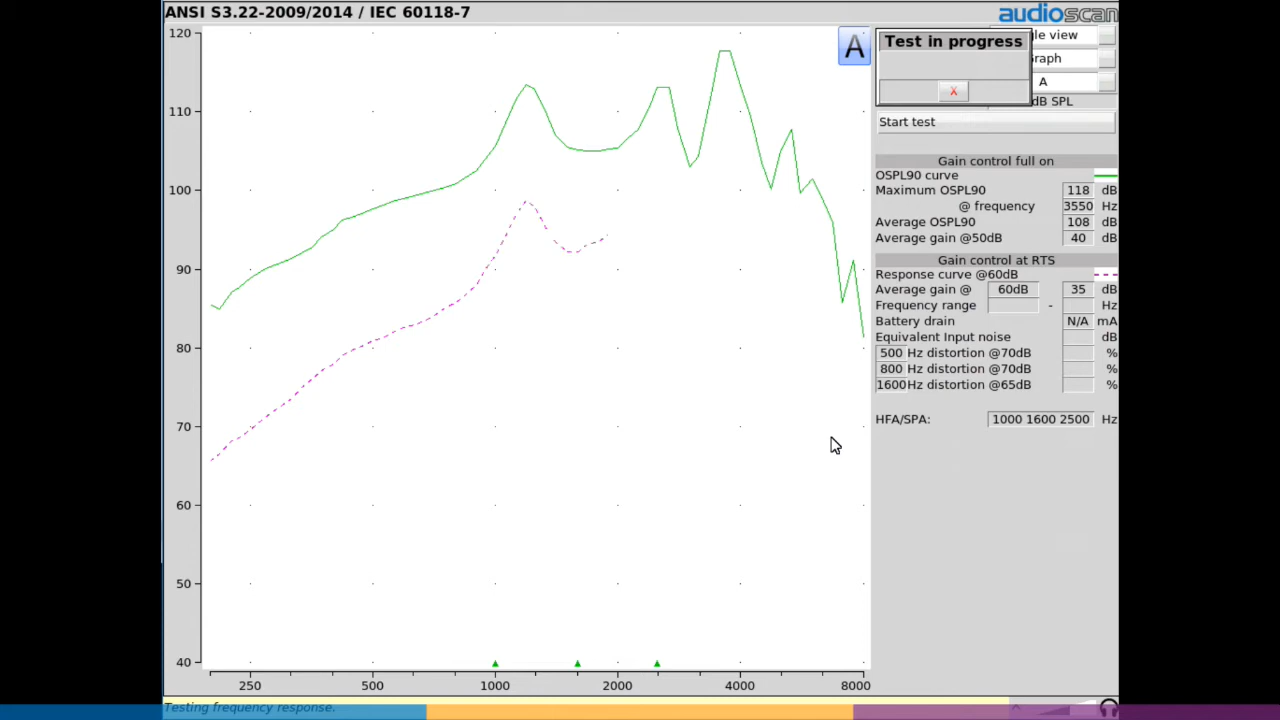 ANSI S3.22-2009/2014 / IEC 60118-7
audioscan
120
110
100
90
80
70
60
50
40
250 500 1000 2000 4000 8000
A
Test in progress
X
gle view
Graph
A
dB SPL
Start test
Gain control full on
OSPL90 curve
Maximum OSPL90 118 dB
@ frequency 3550 Hz
Average OSPL90 108 dB
Average gain @50dB 40 dB
Gain control at RTS
Response curve @60dB
Average gain @ 60dB 35 dB
Frequency range - Hz
Battery drain N/A mA
Equivalent Input noise dB
500 Hz distortion @70dB %
800 Hz distortion @70dB %
1600 Hz distortion @65dB %
HFA/SPA: 1000 1600 2500 Hz
Testing frequency response.